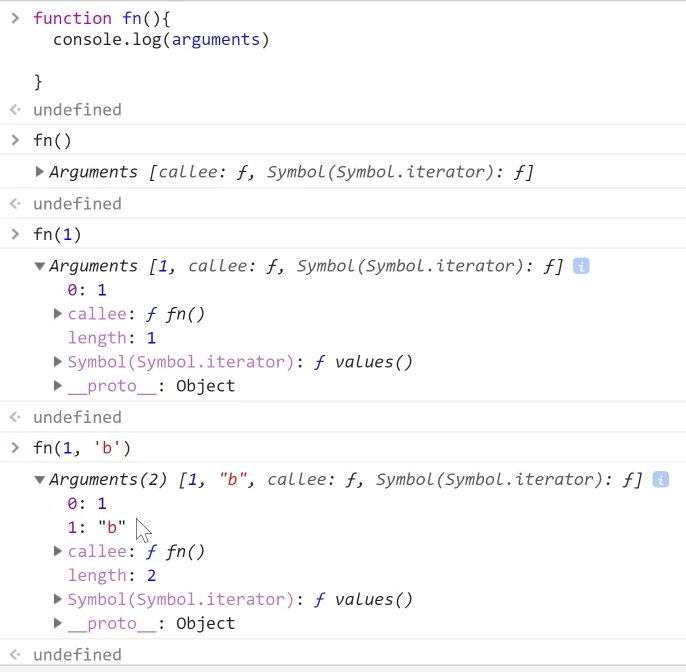 > function fn(){
console.log(arguments)
}
undefined
> fn()
Arguments [callee: ƒ, Symbol(Symbol.iterator): ƒ]
undefined
> fn(1)
Arguments [1, callee: ƒ, Symbol(Symbol.iterator): ƒ] i
0: 1
callee: ƒ fn()
length: 1
Symbol(Symbol.iterator): ƒ values()
__proto__: Object
undefined
> fn(1, 'b')
Arguments(2) [1, "b", callee: ƒ, Symbol(Symbol.iterator): ƒ] i
0: 1
1: "b"
callee: ƒ fn()
length: 2
Symbol(Symbol.iterator): ƒ values()
__proto__: Object
undefined